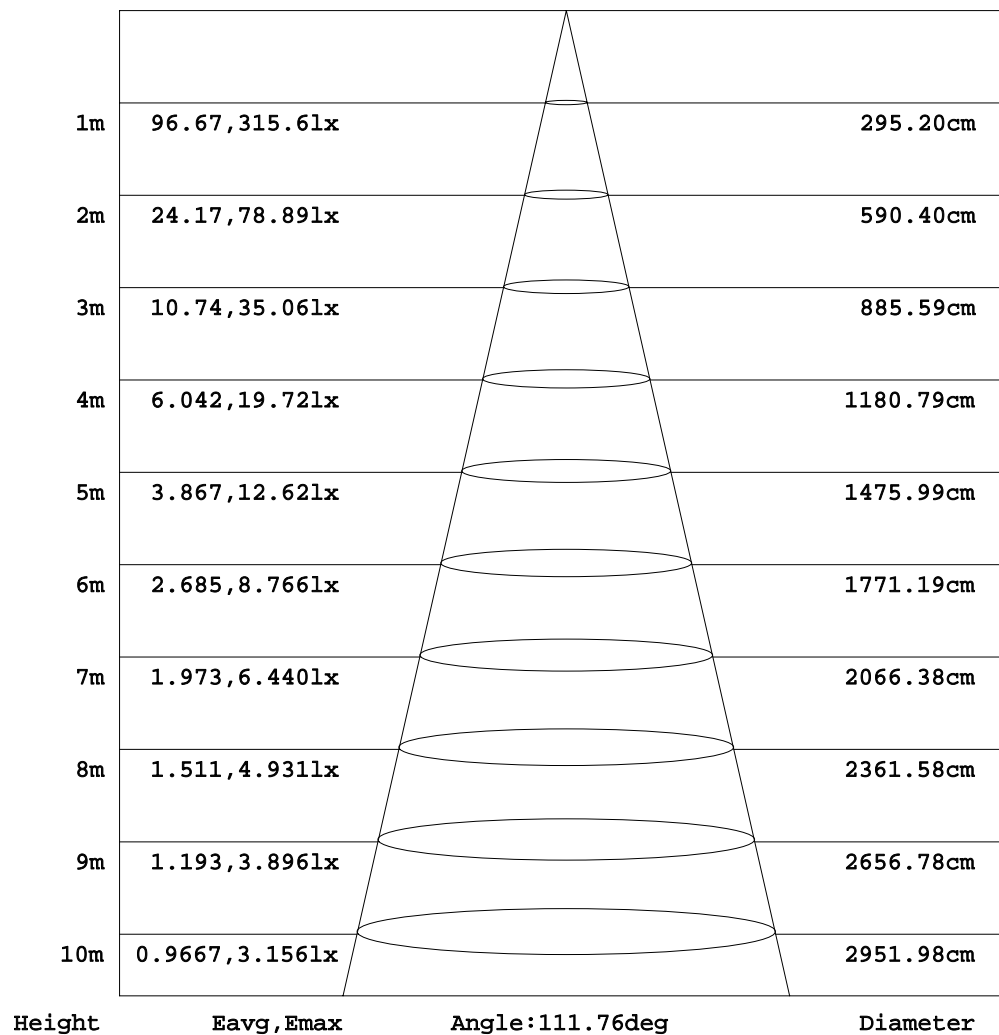 1m 96.67,315.6lx 295.20cm
2m 24.17,78.89lx 590.40cm
3m 10.74,35.06lx 885.59cm
4m 6.042,19.72lx 1180.79cm
5m 3.867,12.62lx 1475.99cm
6m 2.685,8.766lx 1771.19cm
7m 1.973,6.440lx 2066.38cm
8m 1.511,4.931lx 2361.58cm
9m 1.193,3.896lx 2656.78cm
10m 0.9667,3.156lx 2951.98cm
Height Eavg,Emax Angle:111.76deg Diameter